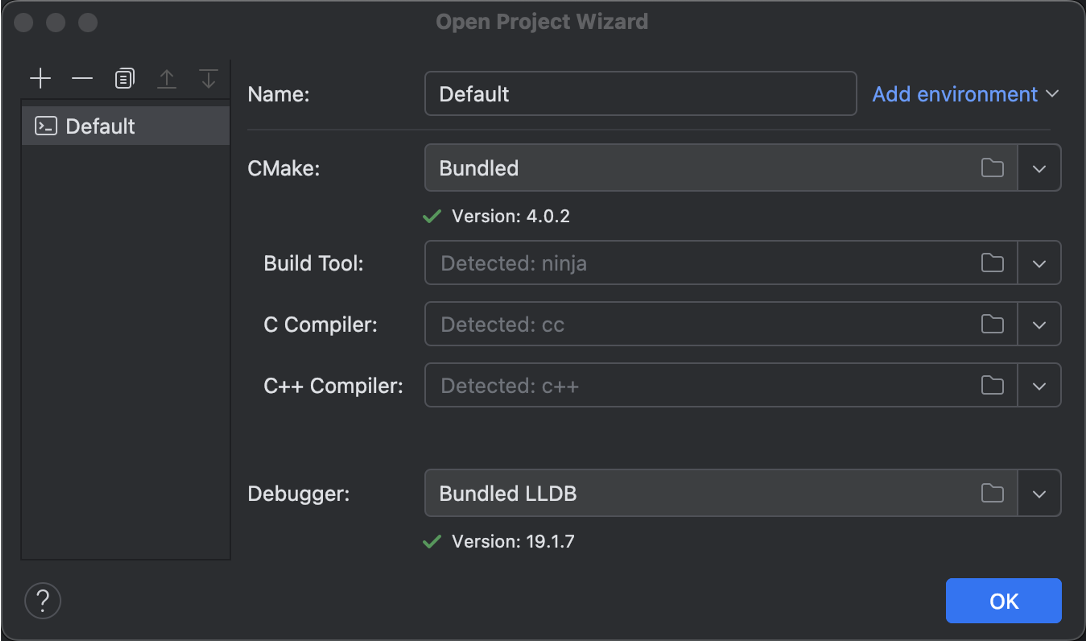 Open Project Wizard
Default
Name: Default Add environment
CMake: Bundled
Version: 4.0.2
Build Tool: Detected: ninja
C Compiler: Detected: cc
C++ Compiler: Detected: c++
Debugger: Bundled LLDB
Version: 19.1.7
?
OK